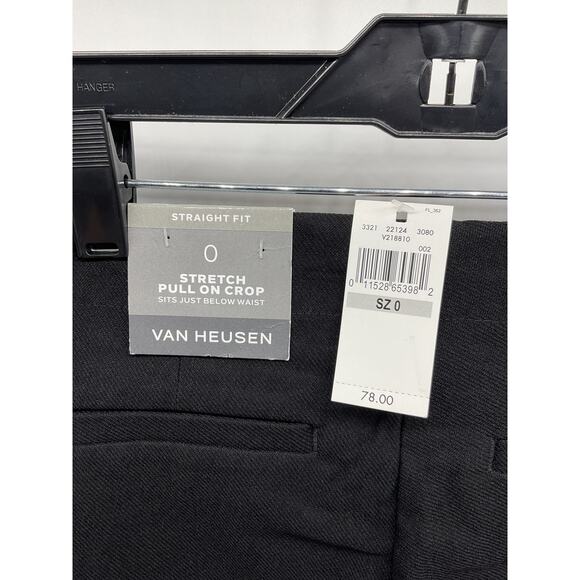 HANGER
STRAIGHT FIT
0
STRETCH
PULL ON CROP
SITS JUST BELOW WAIST
VAN HEUSEN
FL_352
3321 22124 3080
V218810
002
0 11528 65398 2
SZ 0
78.00